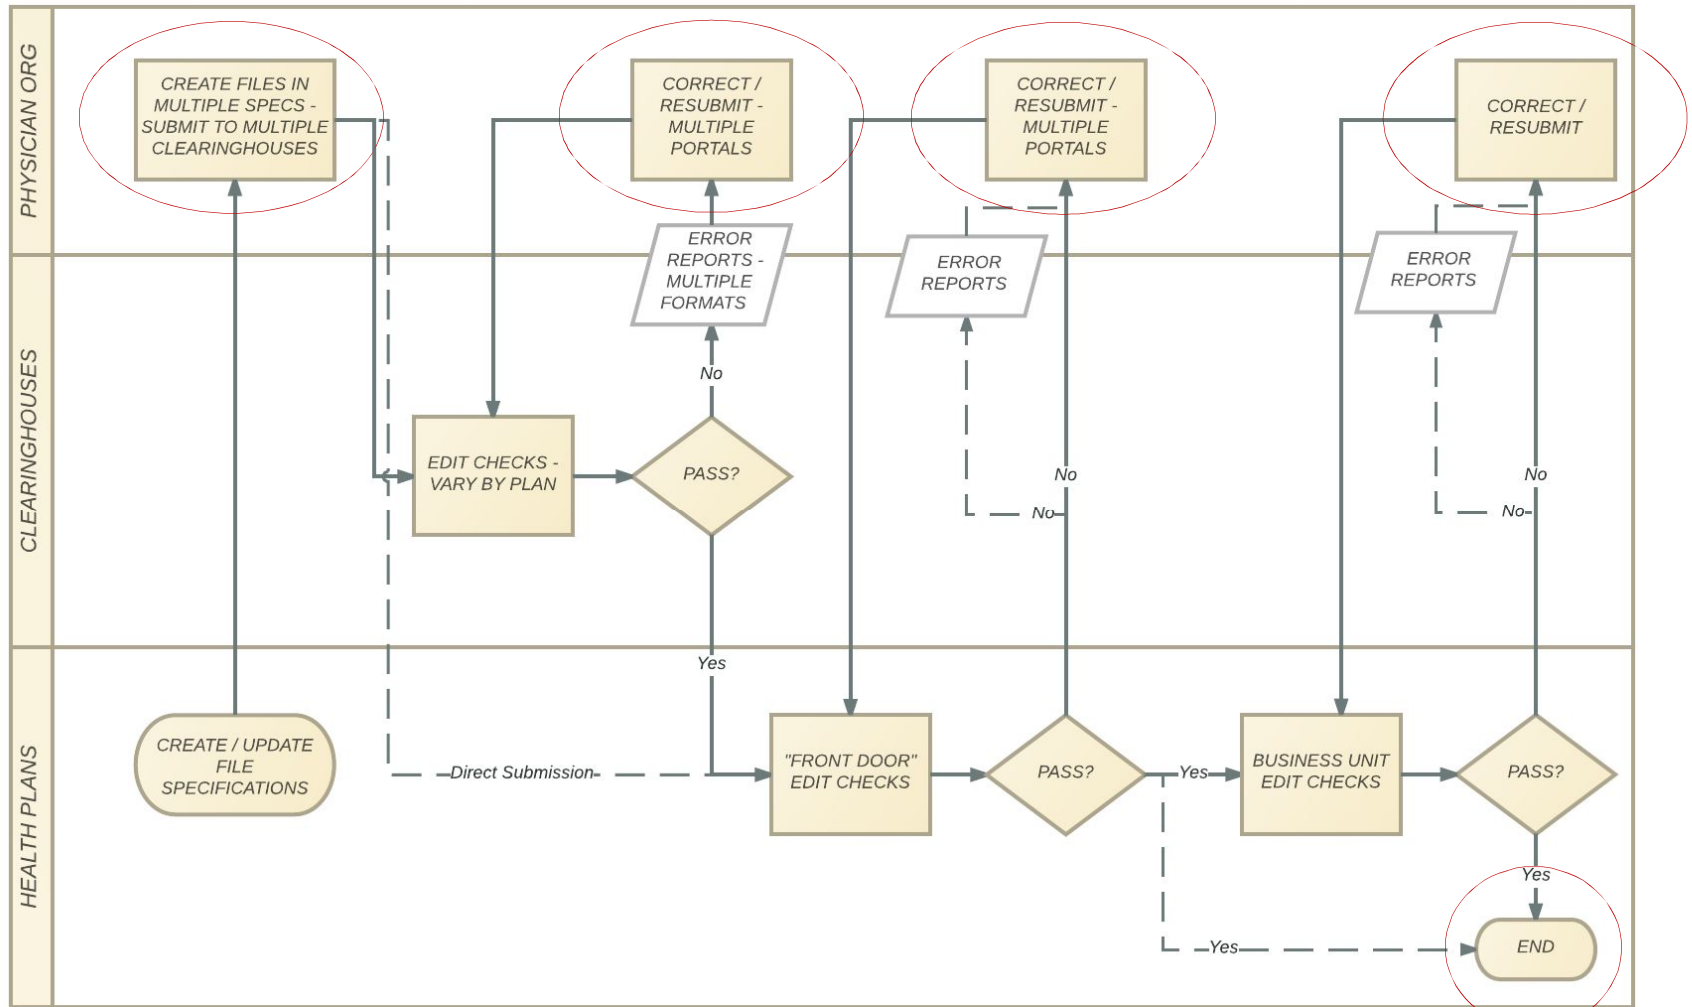 PHYSICIAN ORG
CREATE FILES IN
MULTIPLE SPECS -
SUBMIT TO MULTIPLE
CLEARINGHOUSES
CORRECT /
RESUBMIT -
MULTIPLE
PORTALS
CORRECT /
RESUBMIT -
MULTIPLE
PORTALS
CORRECT /
RESUBMIT
ERROR
REPORTS -
MULTIPLE
FORMATS
ERROR
REPORTS
ERROR
REPORTS
CLEARINGHOUSES
No
EDIT CHECKS -
VARY BY PLAN
PASS?
No
No
No
No
Yes
HEALTH PLANS
CREATE / UPDATE
FILE
SPECIFICATIONS
Direct Submission
"FRONT DOOR"
EDIT CHECKS
PASS?
Yes
BUSINESS UNIT
EDIT CHECKS
PASS?
Yes
Yes
END